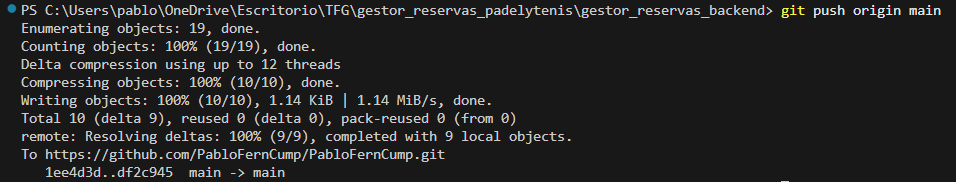 PS C:\Users\pablo\OneDrive\Escritorio\TFG\gestor_reservas_padelytenis\gestor_reservas_backend> git push origin main
Enumerating objects: 19, done.
Counting objects: 100% (19/19), done.
Delta compression using up to 12 threads
Compressing objects: 100% (10/10), done.
Writing objects: 100% (10/10), 1.14 KiB | 1.14 MiB/s, done.
Total 10 (delta 9), reused 0 (delta 0), pack-reused 0 (from 0)
remote: Resolving deltas: 100% (9/9), completed with 9 local objects.
To https://github.com/PabloFernCump/PabloFernCump.git
   1ee4d3d..df2c945  main -> main